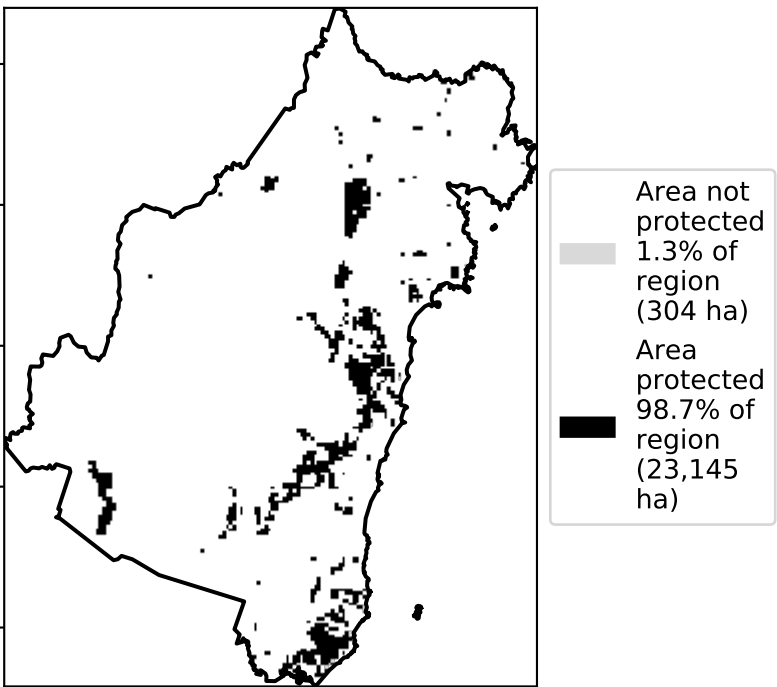 Area not
protected
1.3% of
region
(304 ha)
Area
protected
98.7% of
region
(23,145
ha)